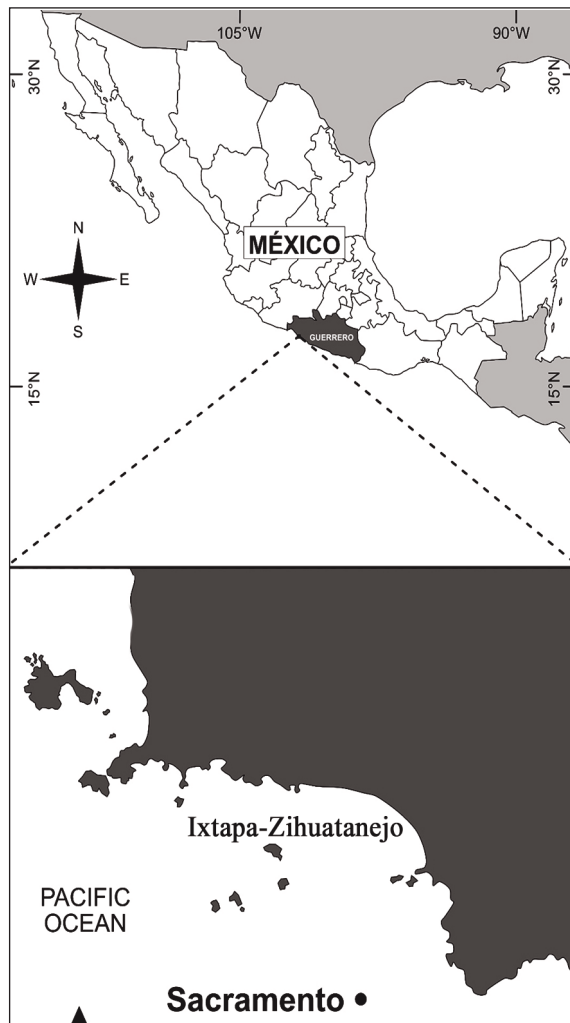 105°W
90°W
30°N
30°N
MÉXICO
N
W
E
S
GUERRERO
15°N
15°N
Ixtapa-Zihuatanejo
PACIFIC
OCEAN
Sacramento